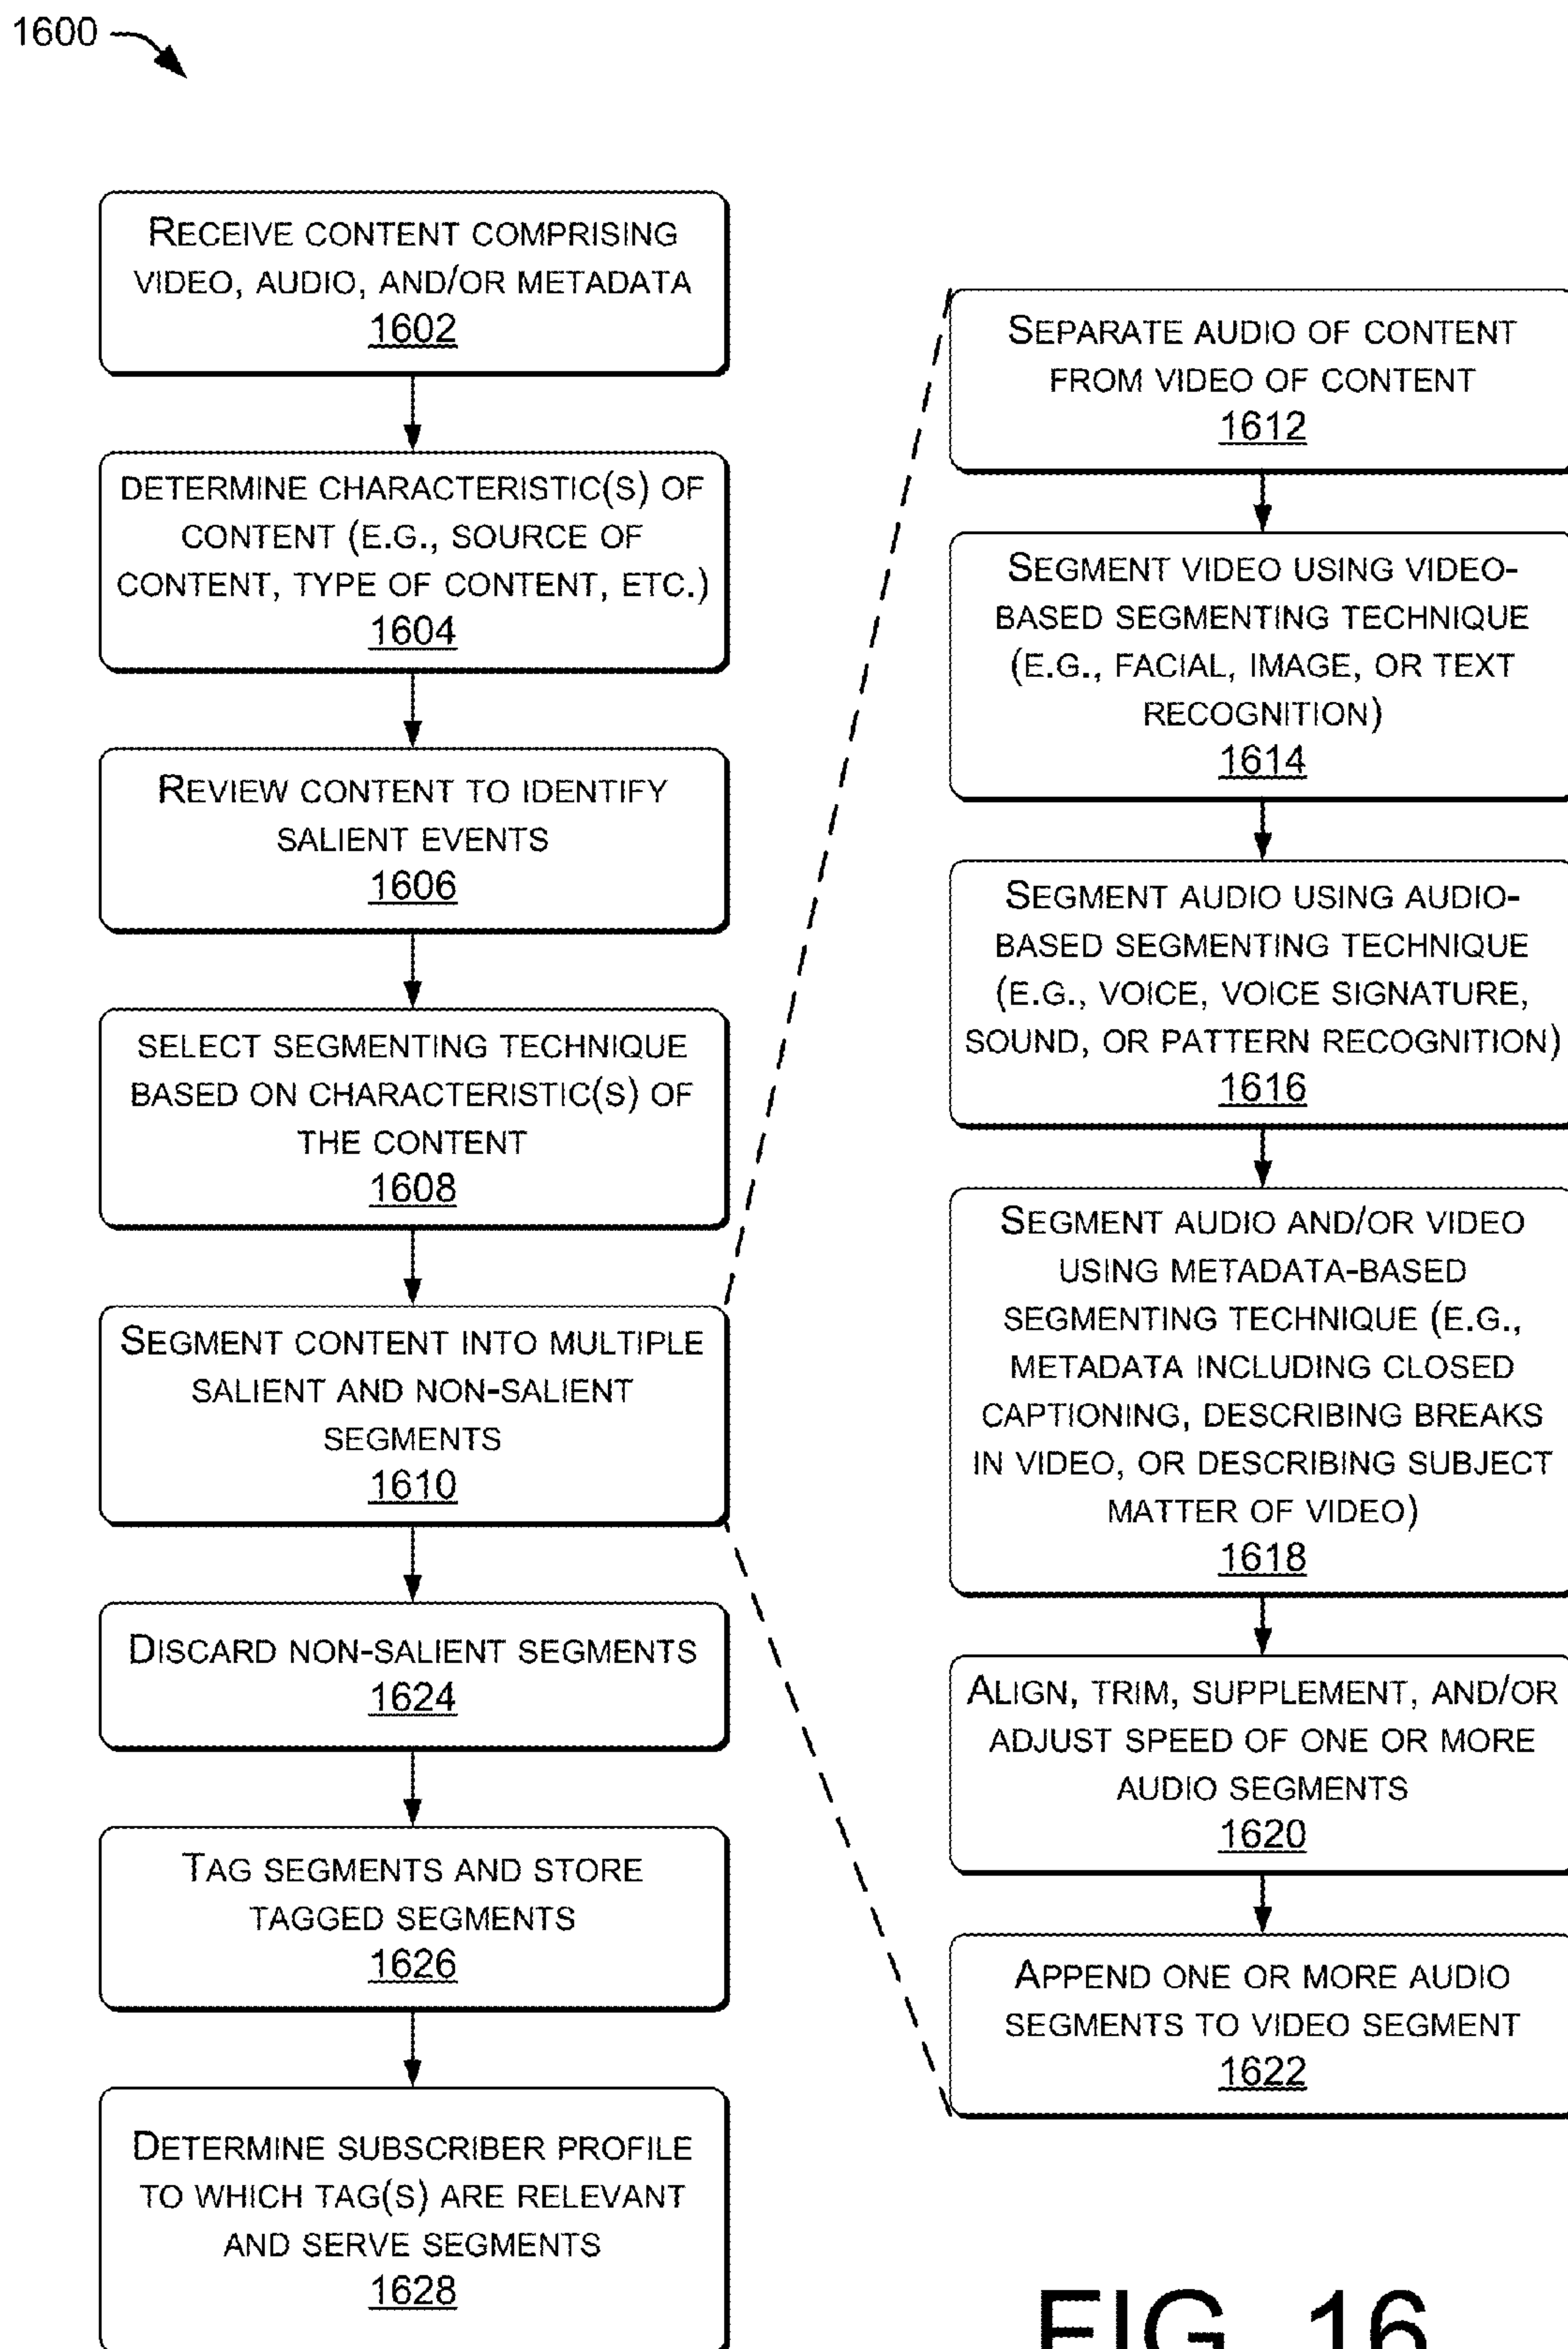 1600
RECEIVE CONTENT COMPRISING
VIDEO, AUDIO, AND/OR METADATA
1602
DETERMINE CHARACTERISTIC(S) OF
CONTENT (E.G., SOURCE OF
CONTENT, TYPE OF CONTENT, ETC.)
1604
REVIEW CONTENT TO IDENTIFY
SALIENT EVENTS
1606
SELECT SEGMENTING TECHNIQUE
BASED ON CHARACTERISTIC(S) OF
THE CONTENT
1608
SEGMENT CONTENT INTO MULTIPLE
SALIENT AND NON-SALIENT
SEGMENTS
1610
DISCARD NON-SALIENT SEGMENTS
1624
TAG SEGMENTS AND STORE
TAGGED SEGMENTS
1626
DETERMINE SUBSCRIBER PROFILE
TO WHICH TAG(S) ARE RELEVANT
AND SERVE SEGMENTS
1628
SEPARATE AUDIO OF CONTENT
FROM VIDEO OF CONTENT
1612
SEGMENT VIDEO USING VIDEO-
BASED SEGMENTING TECHNIQUE
(E.G., FACIAL, IMAGE, OR TEXT
RECOGNITION)
1614
SEGMENT AUDIO USING AUDIO-
BASED SEGMENTING TECHNIQUE
(E.G., VOICE, VOICE SIGNATURE,
SOUND, OR PATTERN RECOGNITION)
1616
SEGMENT AUDIO AND/OR VIDEO
USING METADATA-BASED
SEGMENTING TECHNIQUE (E.G.,
METADATA INCLUDING CLOSED
CAPTIONING, DESCRIBING BREAKS
IN VIDEO, OR DESCRIBING SUBJECT
MATTER OF VIDEO)
1618
ALIGN, TRIM, SUPPLEMENT, AND/OR
ADJUST SPEED OF ONE OR MORE
AUDIO SEGMENTS
1620
APPEND ONE OR MORE AUDIO
SEGMENTS TO VIDEO SEGMENT
1622
FIG. 16